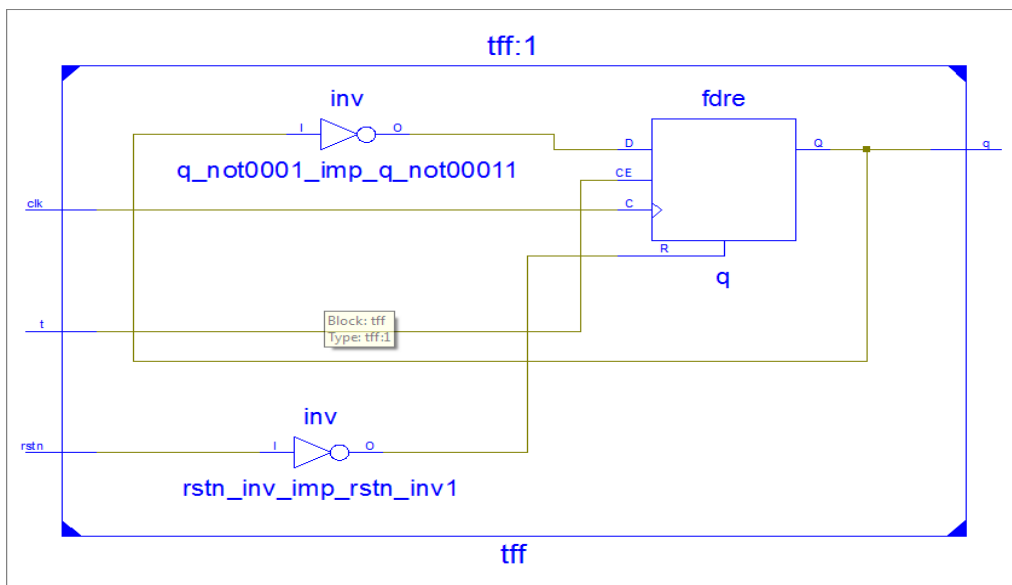 tff:1
inv
fdre
I
O
D
Q
q
q_not0001_imp_q_not00011
CE
clk
C
R
q
t
Block: tff
Type: tff:1
inv
rstn
I
O
rstn_inv_imp_rstn_inv1
tff